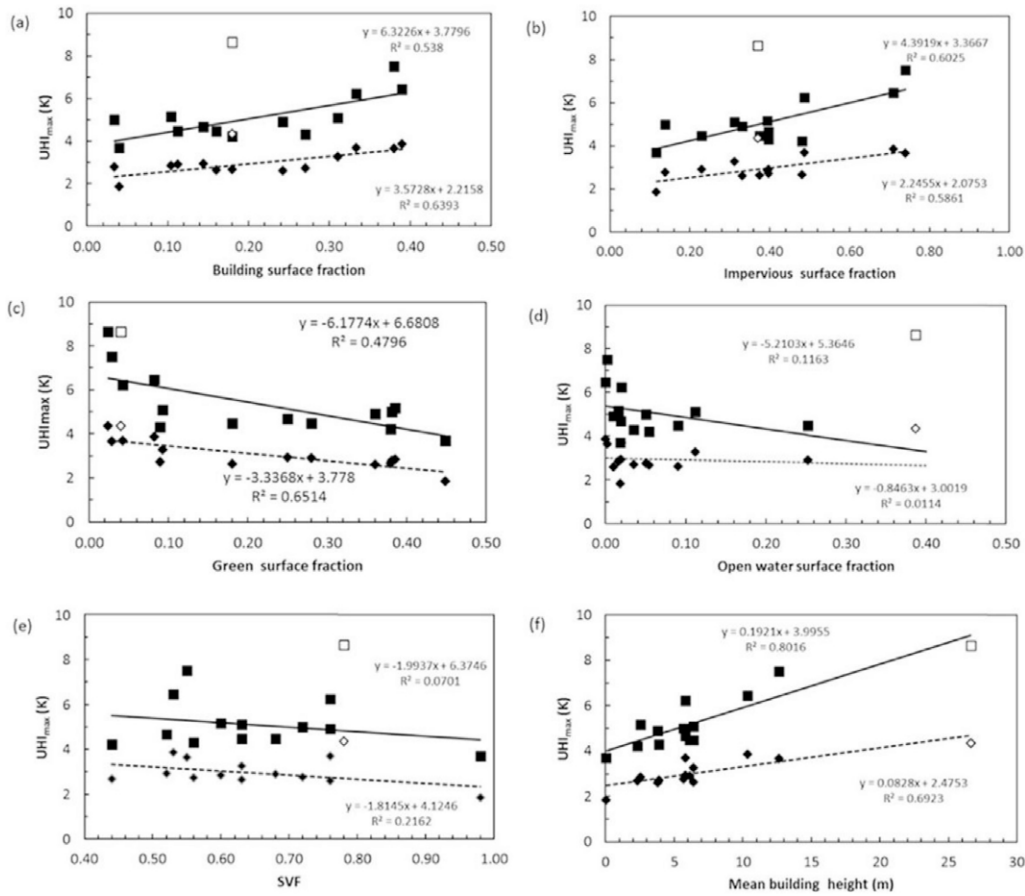 (a)
10
8
6
4
2
0
UHImax (K)
y = 6.3226x + 3.7796
R² = 0.538
y = 3.5728x + 2.2158
R² = 0.6393
0.00 0.10 0.20 0.30 0.40 0.50
Building surface fraction
(b)
10
8
6
4
2
0
UHImax (K)
y = 4.3919x + 3.3667
R² = 0.6025
y = 2.2455x + 2.0753
R² = 0.5861
0.00 0.20 0.40 0.60 0.80 1.00
Impervious surface fraction
(c)
10
8
6
4
2
0
UHImax (K)
y = -6.1774x + 6.6808
R² = 0.4796
y = -3.3368x + 3.778
R² = 0.6514
0.00 0.10 0.20 0.30 0.40 0.50
Green surface fraction
(d)
10
8
6
4
2
0
UHImax (K)
y = -5.2103x + 5.3646
R² = 0.1163
y = -0.8463x + 3.0019
R² = 0.0114
0.00 0.10 0.20 0.30 0.40 0.50
Open water surface fraction
(e)
10
8
6
4
2
0
UHImax (K)
y = -1.9937x + 6.3746
R² = 0.0701
y = -1.8145x + 4.1246
R² = 0.2162
0.40 0.50 0.60 0.70 0.80 0.90 1.00
SVF
(f)
10
8
6
4
2
0
UHImax (K)
y = 0.1921x + 3.9955
R² = 0.8016
y = 0.0828x + 2.4753
R² = 0.6923
0 5 10 15 20 25 30
Mean building height (m)